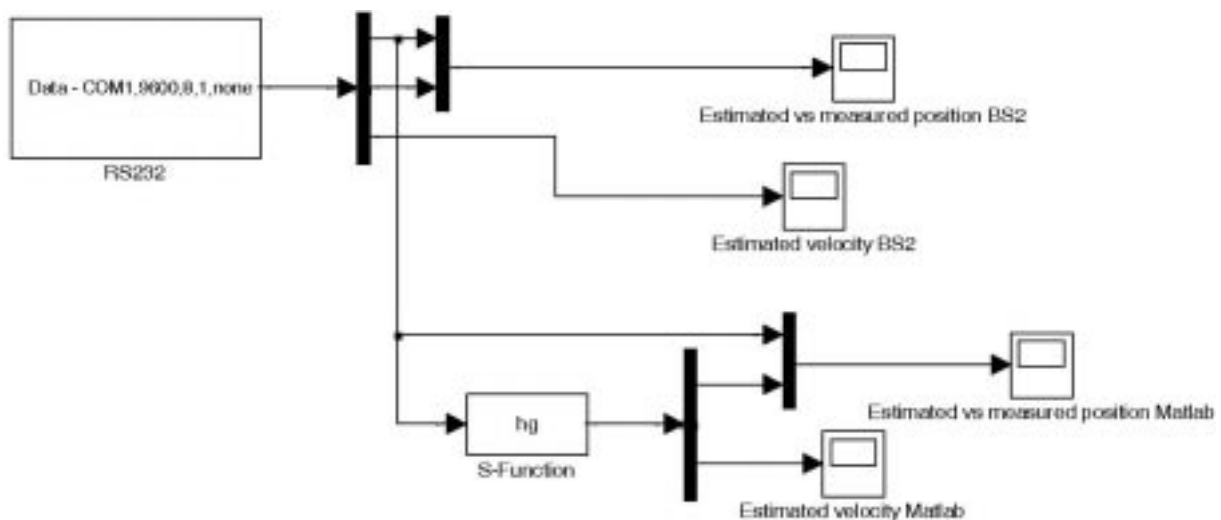 Data - COM1,9600,8,1,none
RS232
Estimated vs measured position BS2
Estimated velocity BS2
hg
S-Function
Estimated vs measured position Matlab
Estimated velocity Matlab